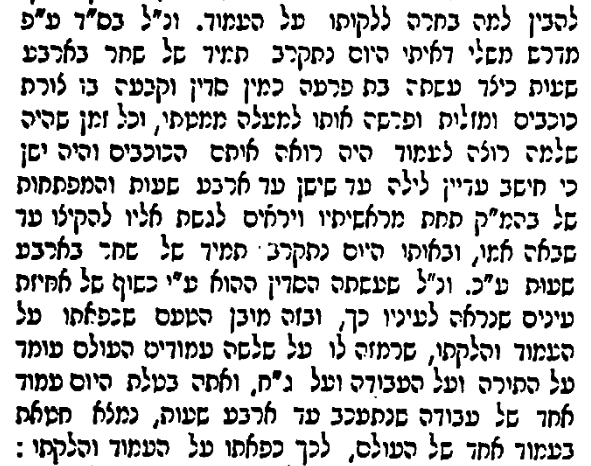 להבין למה בחרה ללקותו על העמוד. ונ"ל בס"ד ע"פ
מדרש משלי דאיתי היום נתקרב תמיד של שחר בארבע
שעות כיצד עשתה בת פרעה כמין סדין וקבעה בו צורת
כוכבים ומזלות ופרשה אותו למעלה ממטתו, וכל זמן שהיה
שלמה רוצה לעמוד היה רואה אותם הכוכבים והיה ישן
כי חישב עדיין לילה עד שישן עד ארבע שעות והמפתחות
של בהמ"ק תחת מראשיתיו ויראים לגשת אליו להקיצו עד
שבאה אמו, ובאותו היום נתקרב תמיד של שחר בארבע
שעות ע"כ. ונ"ל שעשתה הסדין ההוא ע"י כשוף של אחיזת
עינים שנראה לעיניו כך, ובזה מובן הטעם שכפאתו על
העמוד והלקתו, שרמזה לו על שלשה עמודים העולם עומד
על התורה ועל העבודה ועל ג"ח, ואתה בטלת היום עמוד
אחד של עבודה שנתעכב עד ארבע שעות, נמצא חטאת
בעמוד אחד של העולם, לכך כפאתו על העמוד והלקתו :